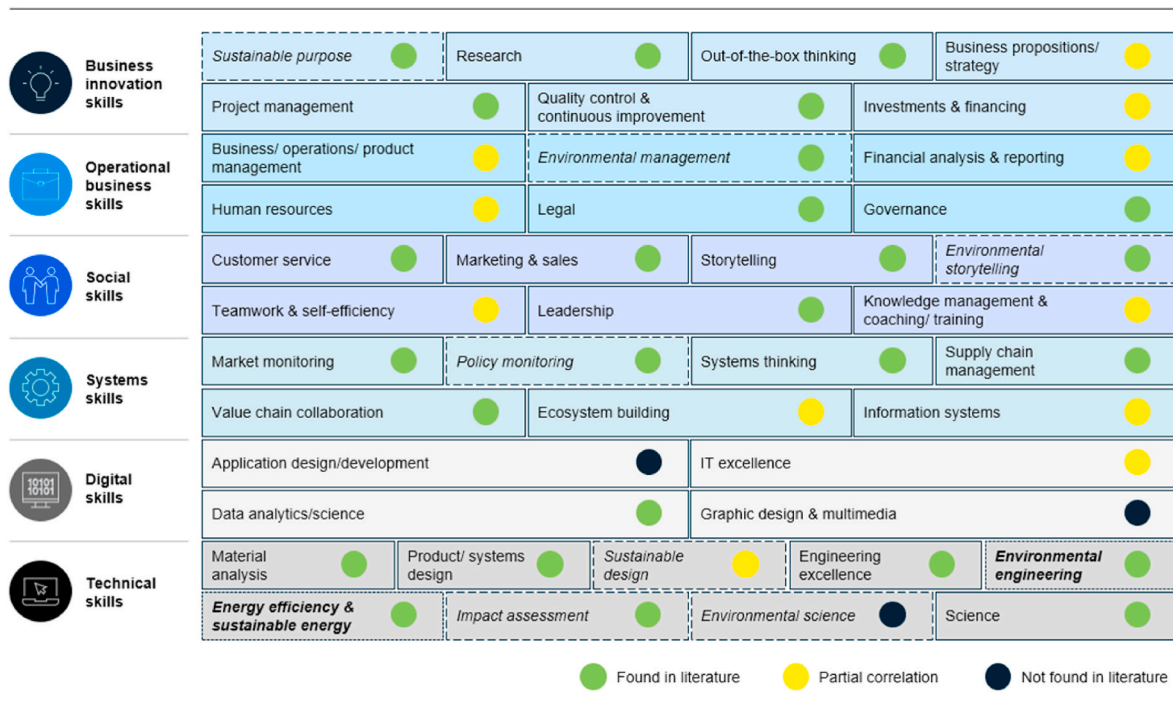 Business
innovation
skills
Sustainable purpose
Research
Out-of-the-box thinking
Business propositions/
strategy
Project management
Quality control &
continuous improvement
Investments & financing
Operational
business
skills
Business/ operations/ product
management
Environmental management
Financial analysis & reporting
Human resources
Legal
Governance
Social
skills
Customer service
Marketing & sales
Storytelling
Environmental
storytelling
Teamwork & self-efficiency
Leadership
Knowledge management &
coaching/ training
Systems
skills
Market monitoring
Policy monitoring
Systems thinking
Supply chain
management
Value chain collaboration
Ecosystem building
Information systems
10101
10101
Digital
skills
Application design/development
IT excellence
Data analytics/science
Graphic design & multimedia
Technical
skills
Material
analysis
Product/ systems
design
Sustainable
design
Engineering
excellence
Environmental
engineering
Energy efficiency &
sustainable energy
Impact assessment
Environmental science
Science
Found in literature
Partial correlation
Not found in literature